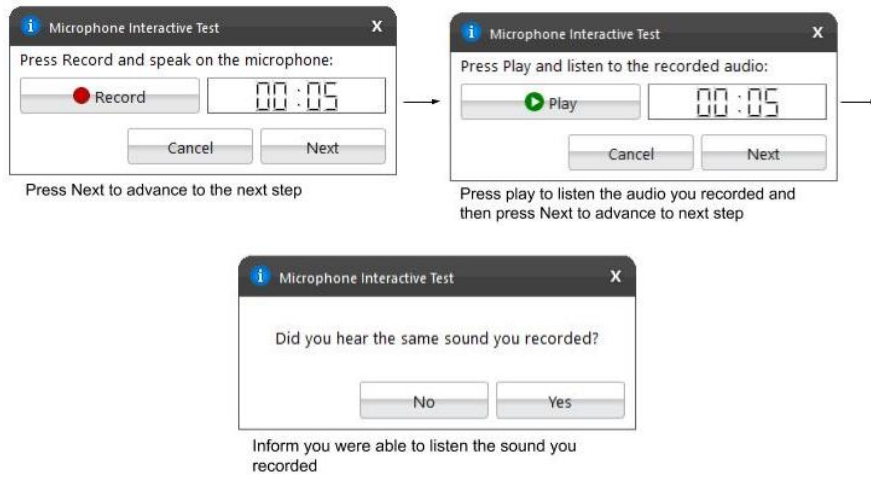 Microphone Interactive Test X
Press Record and speak on the microphone:
Record 00:05
Cancel Next
Press Next to advance to the next step
Microphone Interactive Test X
Press Play and listen to the recorded audio:
Play 00:05
Cancel Next
Press play to listen the audio you recorded and
then press Next to advance to next step
Microphone Interactive Test X
Did you hear the same sound you recorded?
No Yes
Inform you were able to listen the sound you
recorded